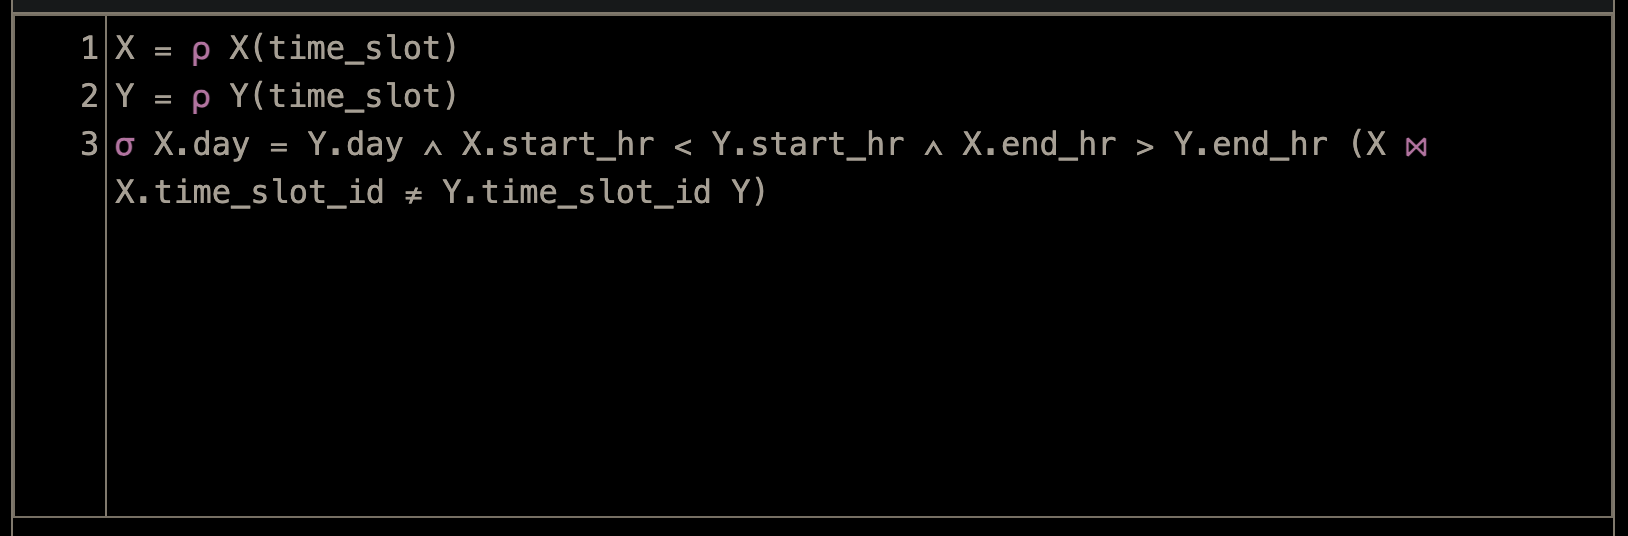 1 X = ρ X(time_slot)
2 Y = ρ Y(time_slot)
3 σ X.day = Y.day ∧ X.start_hr < Y.start_hr ∧ X.end_hr > Y.end_hr (X ⋈
X.time_slot_id ≠ Y.time_slot_id Y)